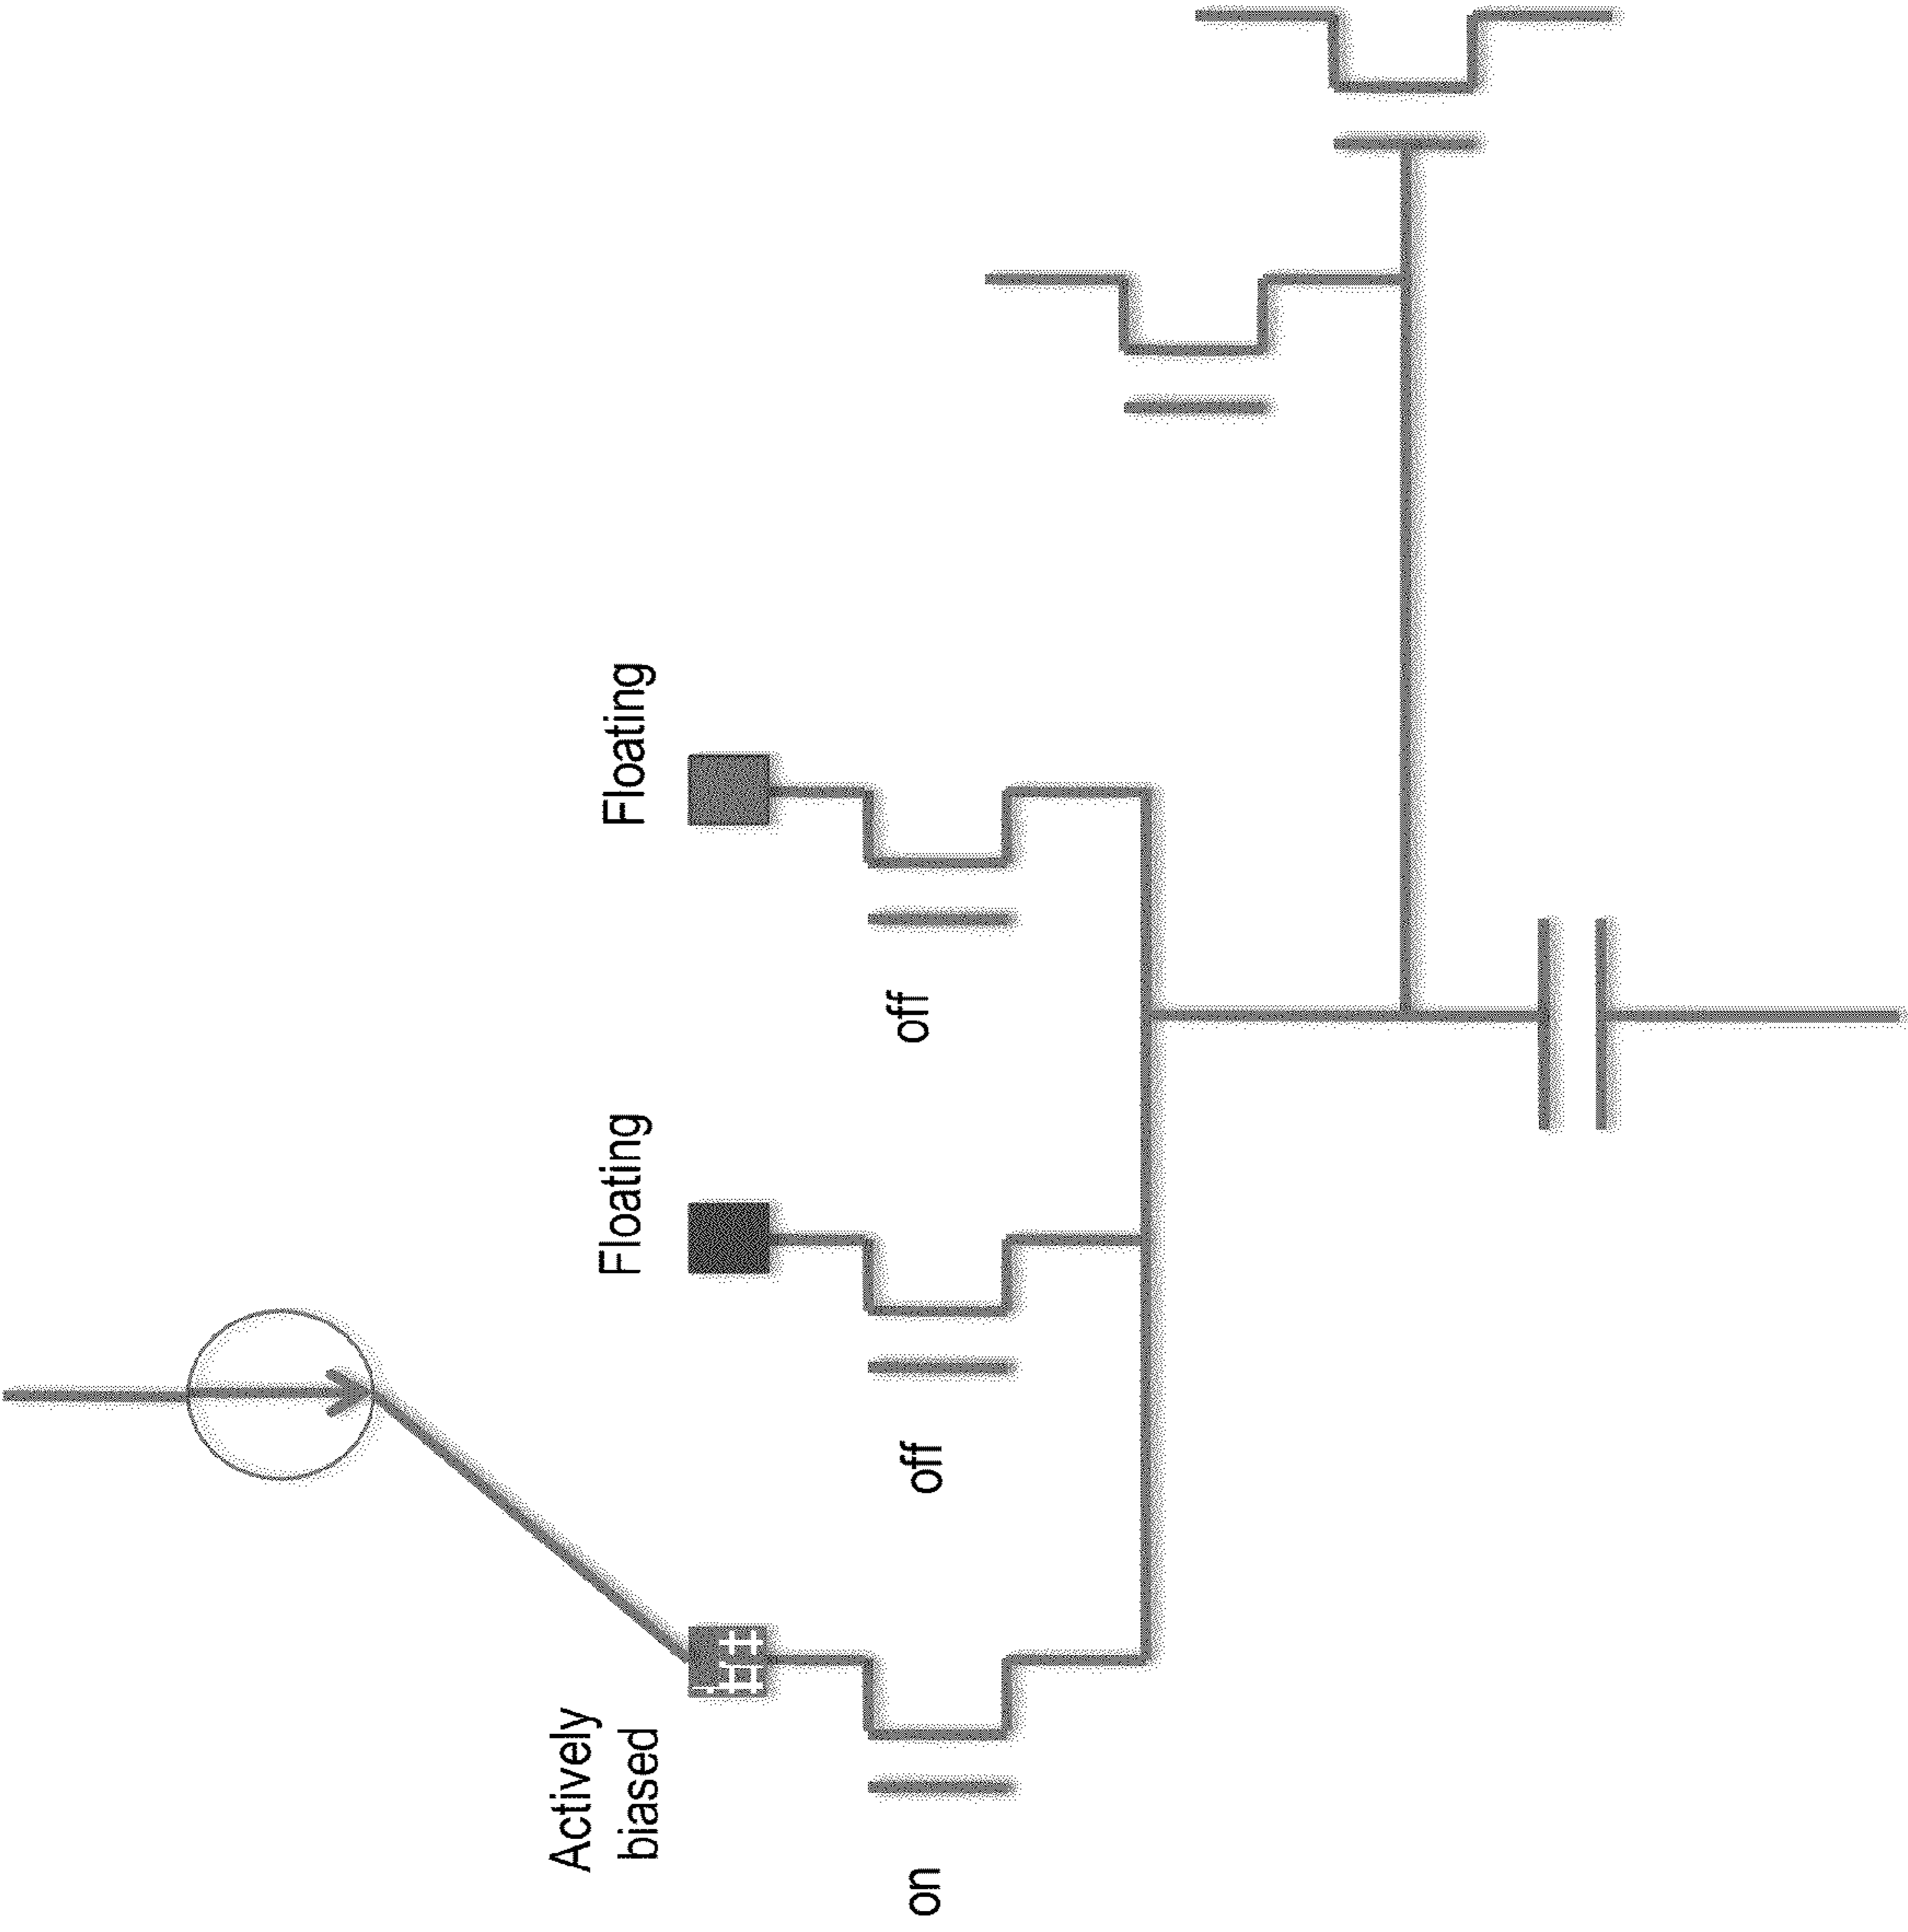 Actively
biased
on
Floating
off
Floating
off